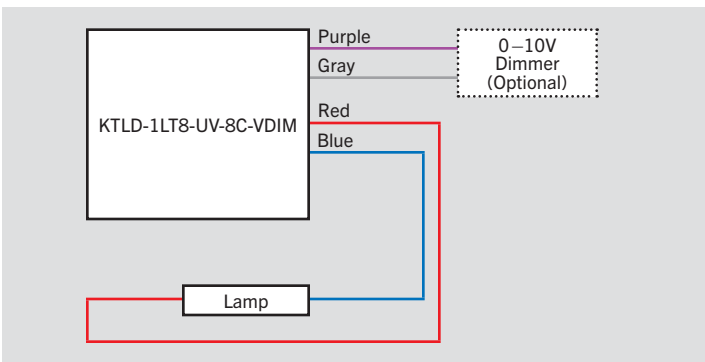 Purple
0–10V
Dimmer
(Optional)
Gray
KTLD-1LT8-UV-8C-VDIM
Red
Blue
Lamp